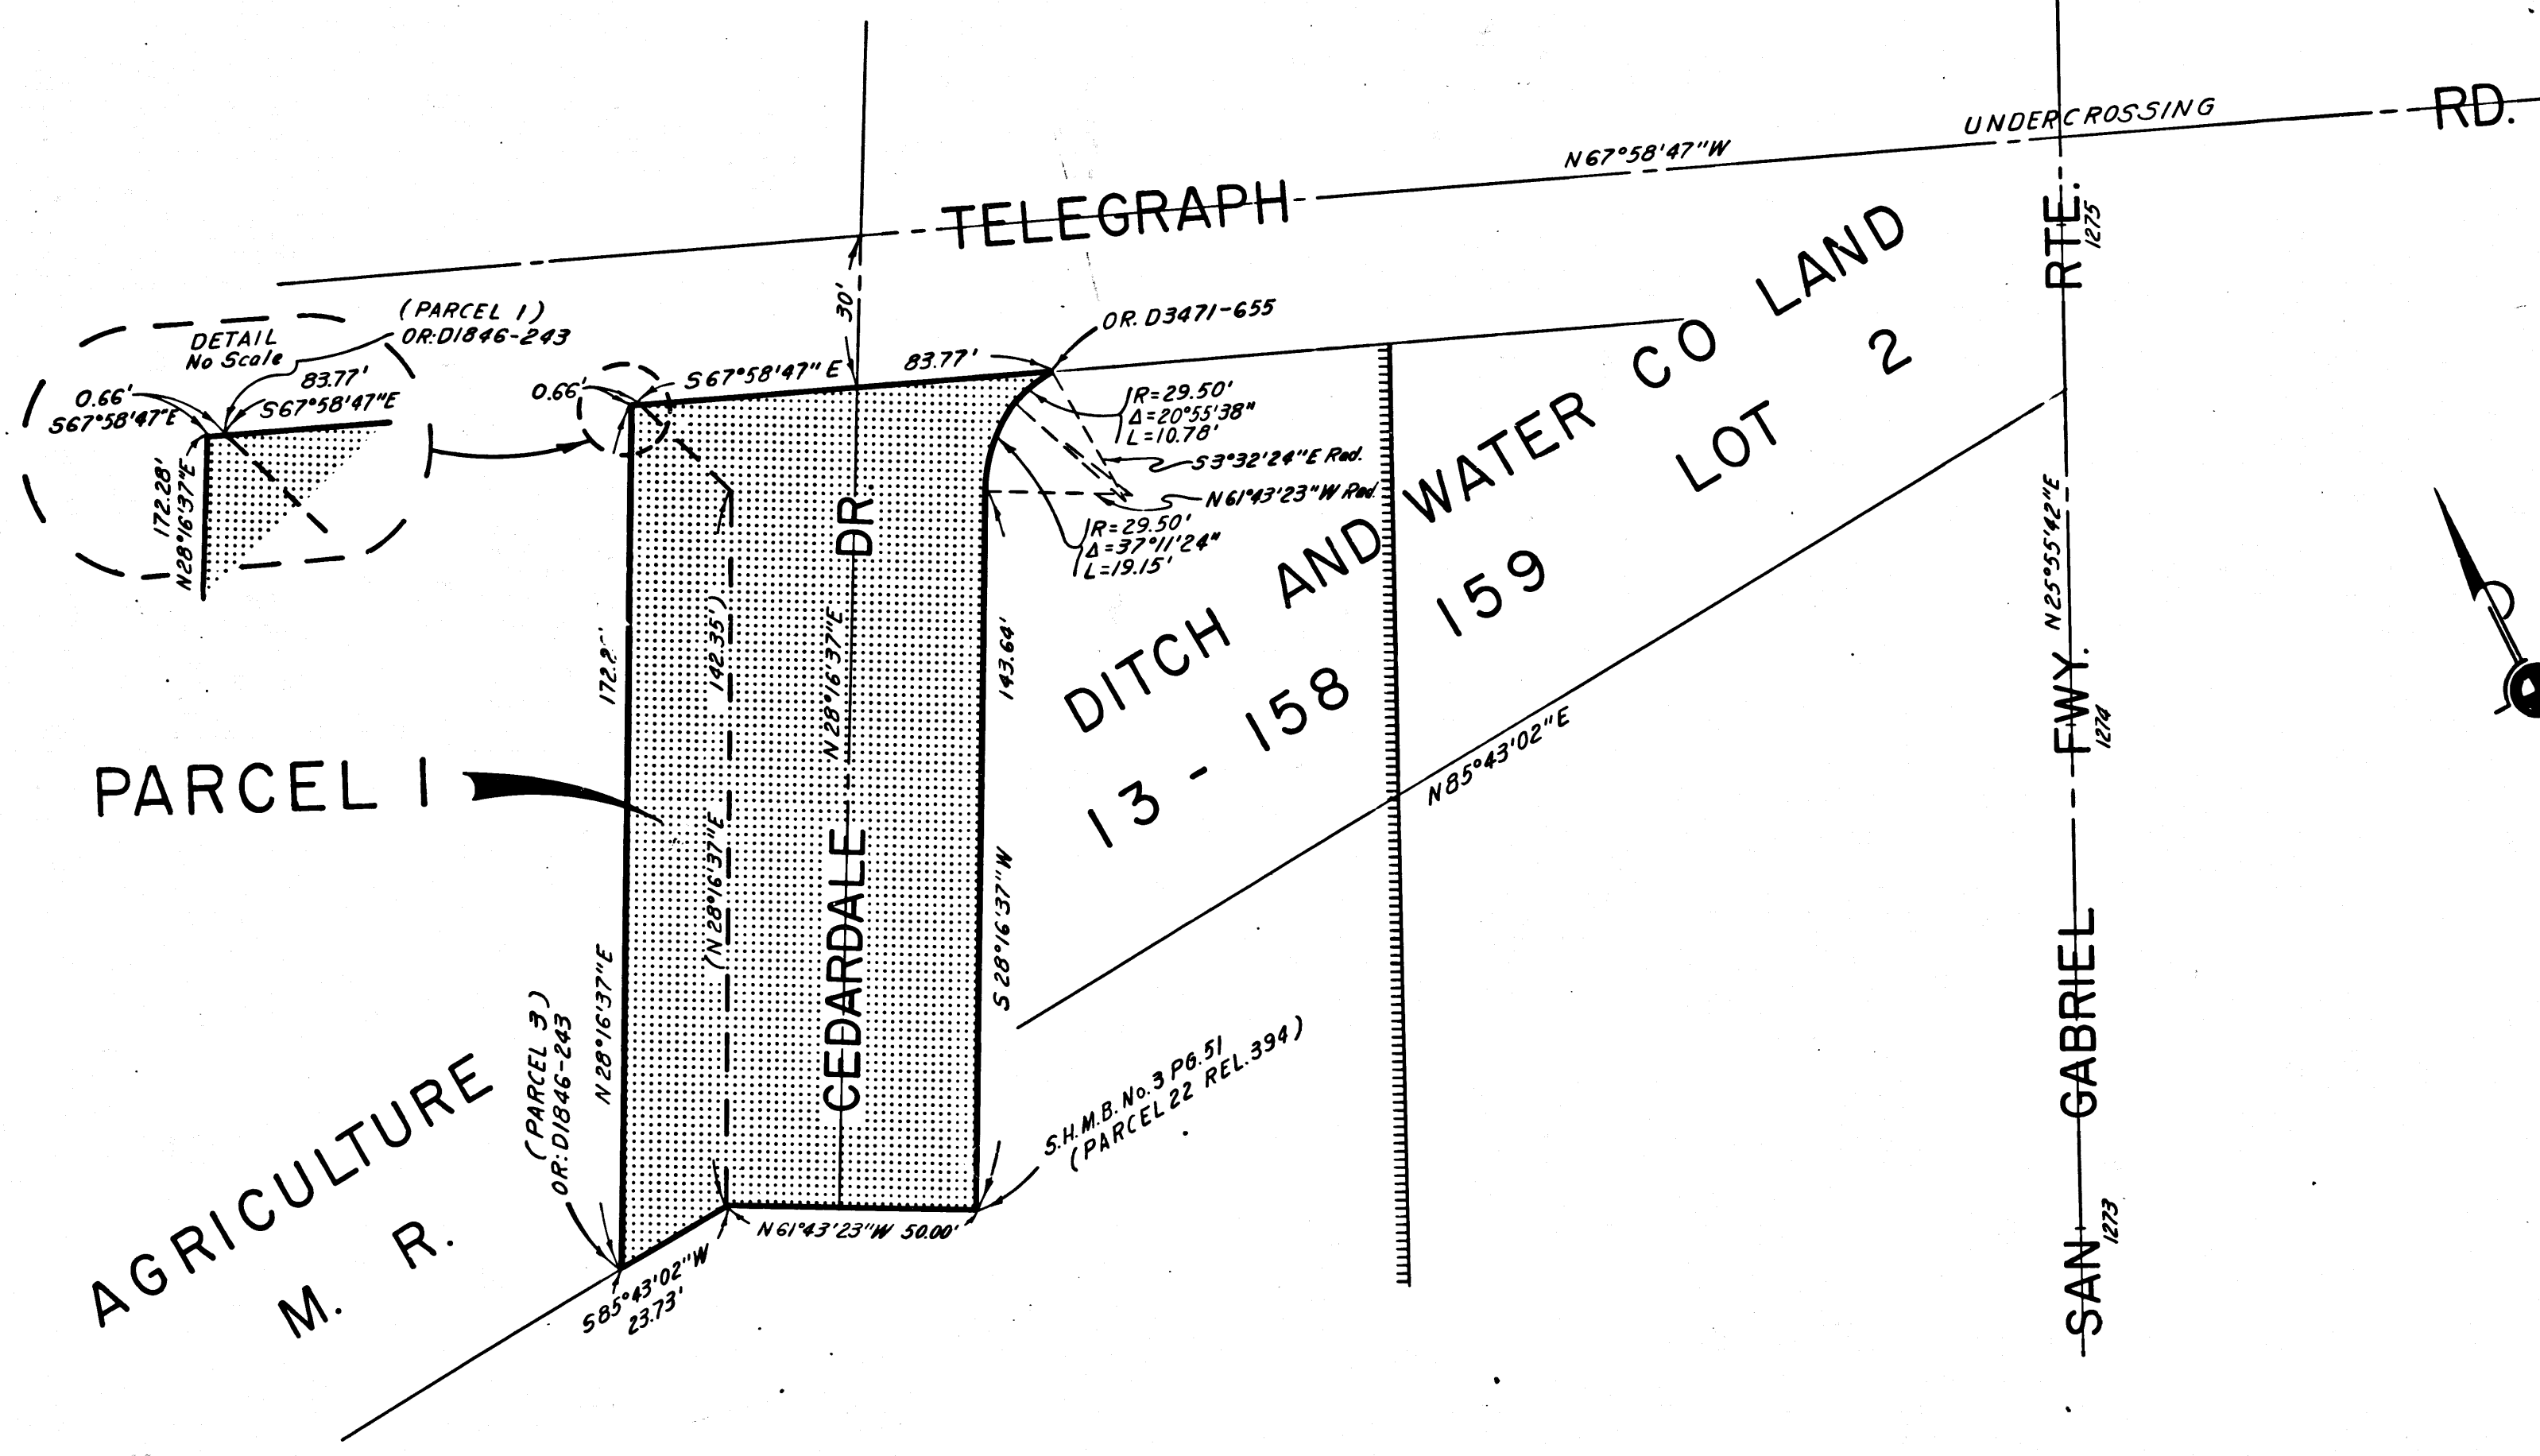 UNDERCROSSING
RD.
N67°58'47"W
TELEGRAPH
RTE.
1275
30'
(PARCEL 1)
OR:D1846-243
DETAIL
No Scale
0.66'
S67°58'47"E
83.77'
S67°58'47"E
172.28'
N28°16'37"E
0.66'
S67°58'47"E
83.77'
OR. D3471-655
R=29.50'
Δ=20°55'38"
L=10.78'
S3°32'24"E Rad.
N61°43'23"W Rad.
R=29.50'
Δ=37°11'24"
L=19.15'
AGRICULTURE DITCH AND WATER CO LAND
M. R. 13 - 158 159 LOT 2
PARCEL 1
CEDARDALE DR.
N28°16'37"E
(N28°16'37"E 142.35')
N28°16'37"E
143.64'
S28°16'37"W
N85°43'02"E
N25°55'42"E
SAN GABRIEL FWY.
1274
1273
(PARCEL 3)
OR:D1846-243
S.H.M.B. No.3 PG.51
(PARCEL 22 REL.394)
N61°43'23"W 50.00'
S85°43'02"W
23.73'